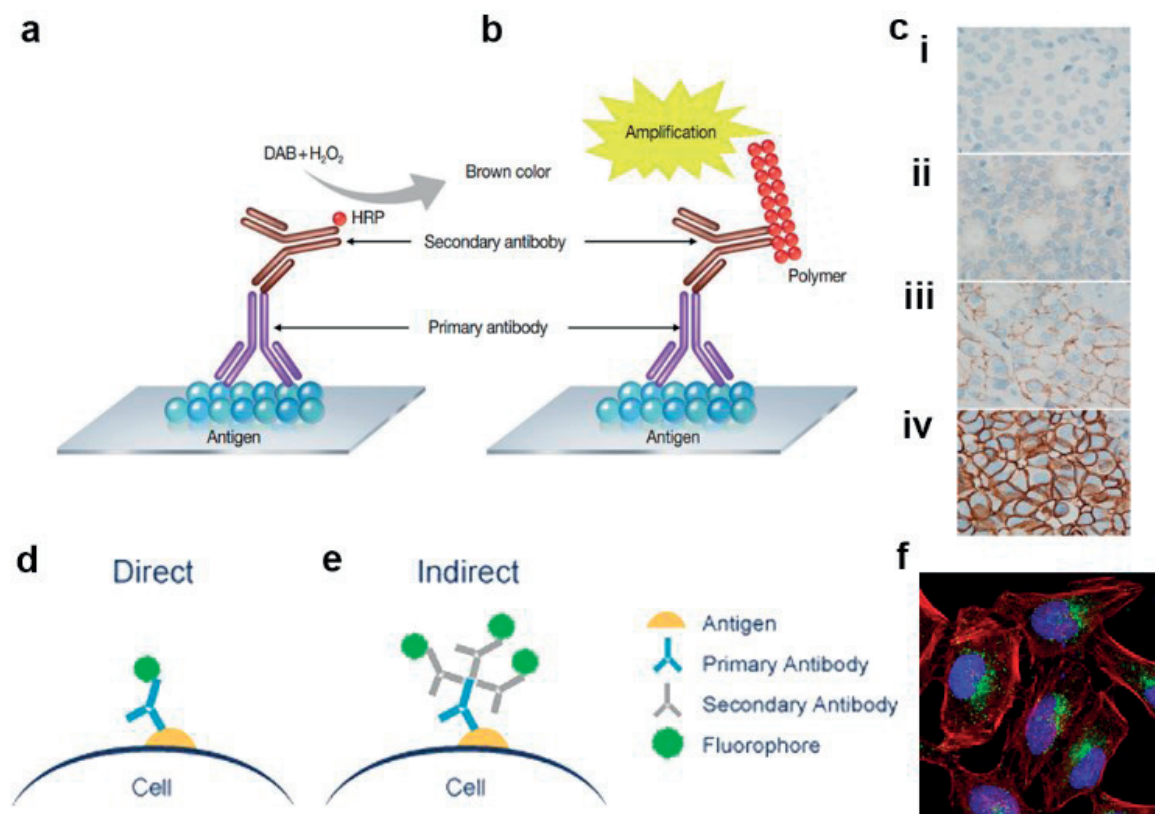 a
b
c
i
ii
iii
iv
Amplification
DAB+H₂O₂
Brown color
HRP
Secondary antiboby
Polymer
Primary antibody
Antigen
Antigen
d
Direct
e
Indirect
f
Antigen
Primary Antibody
Secondary Antibody
Fluorophore
Cell
Cell